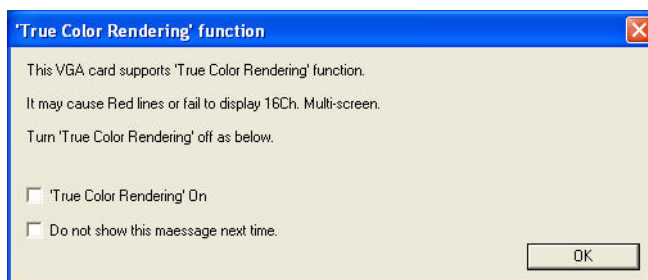 'True Color Rendering' function
This VGA card supports 'True Color Rendering' function.
It may cause Red lines or fail to display 16Ch. Multi-screen.
Turn 'True Color Rendering' off as below.
'True Color Rendering' On
Do not show this maessage next time.
OK